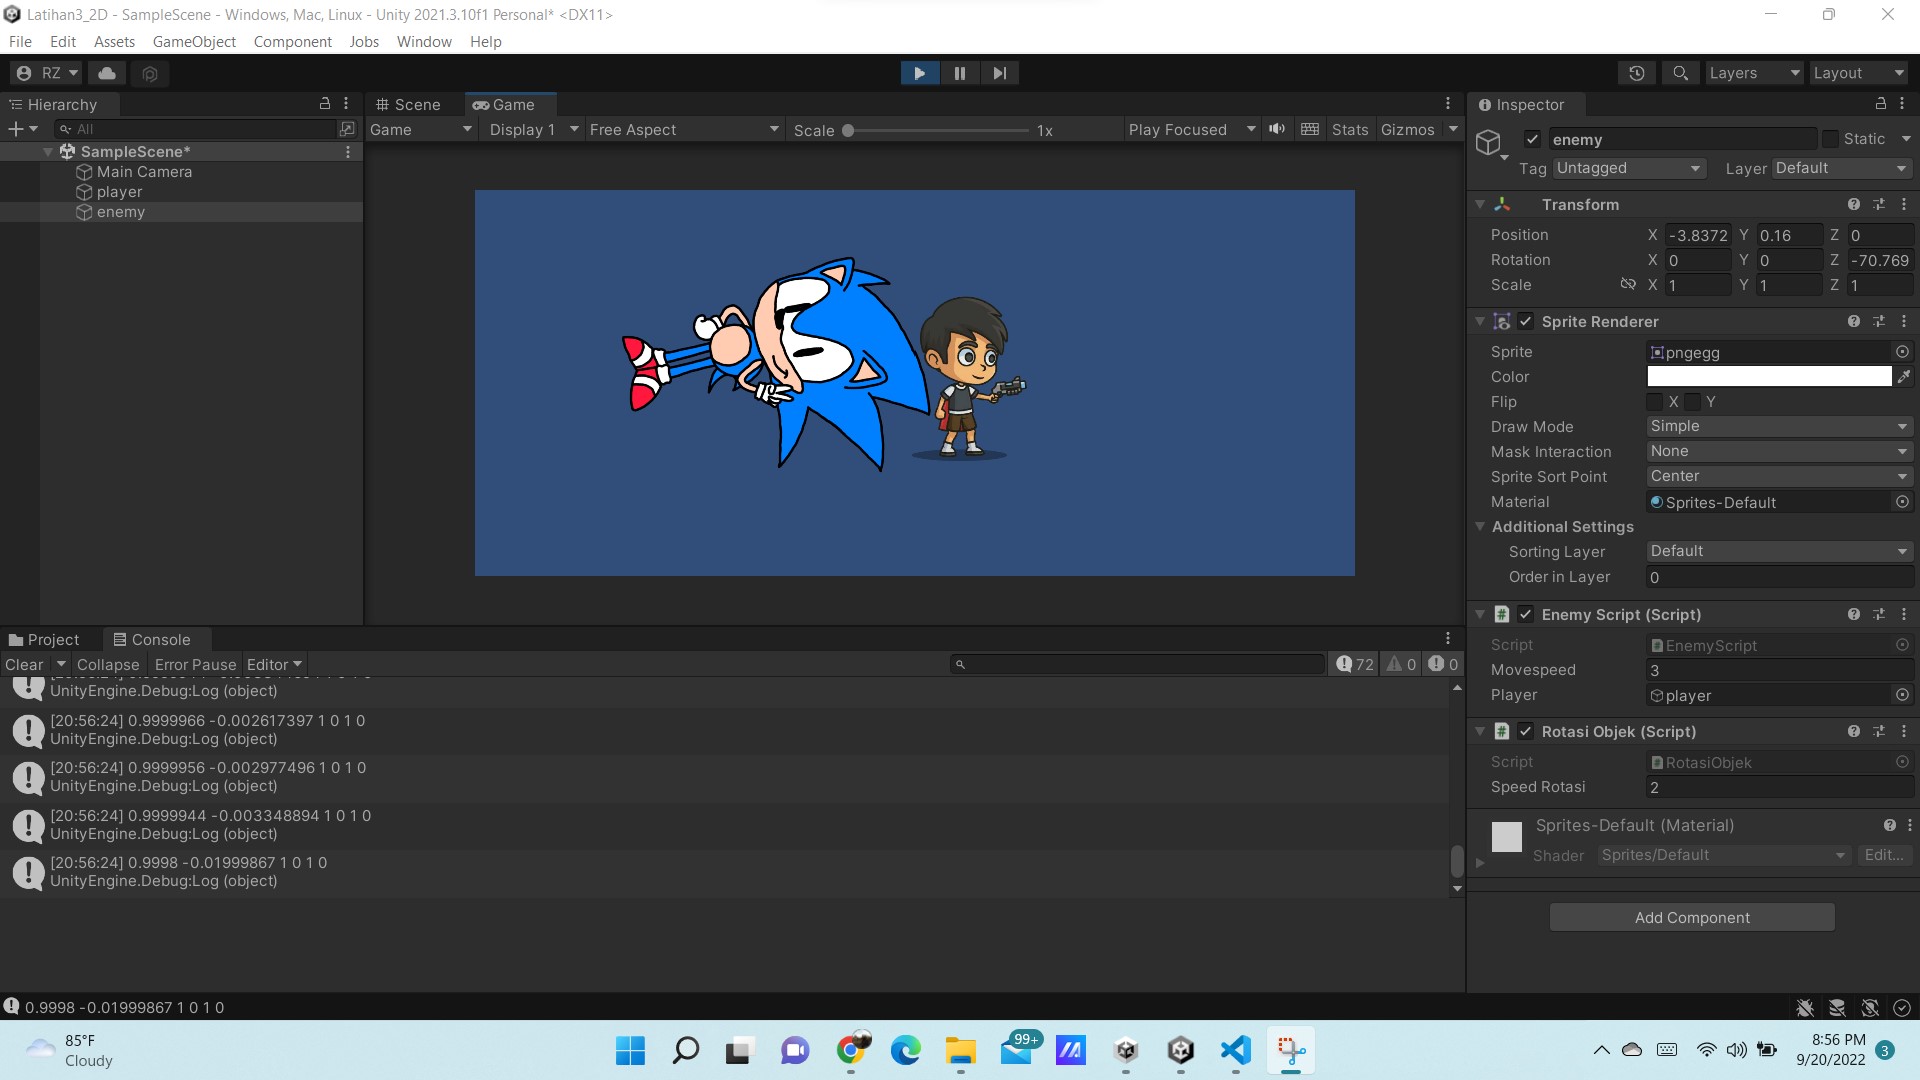 Latihan3_2D - SampleScene - Windows, Mac, Linux - Unity 2021.3.10f1 Personal* <DX11>
File Edit Assets GameObject Component Jobs Window Help
RZ
Layers
Layout
Hierarchy
All
SampleScene*
Main Camera
player
enemy
Scene
Game
Game
Display 1
Free Aspect
Scale
1x
Play Focused
Stats
Gizmos
Inspector
enemy
Static
Tag
Untagged
Layer
Default
Transform
Position X -3.8372 Y 0.16 Z 0
Rotation X 0 Y 0 Z -70.769
Scale X 1 Y 1 Z 1
Sprite Renderer
Sprite pngegg
Color
Flip X Y
Draw Mode Simple
Mask Interaction None
Sprite Sort Point Center
Material Sprites-Default
Additional Settings
Sorting Layer Default
Order in Layer 0
Enemy Script (Script)
Script EnemyScript
Movespeed 3
Player player
Rotasi Objek (Script)
Script RotasiObjek
Speed Rotasi 2
Sprites-Default (Material)
Shader Sprites/Default Edit...
Add Component
Project
Console
Clear
Collapse
Error Pause
Editor
72
0
0
UnityEngine.Debug:Log (object)
[20:56:24] 0.9999966 -0.002617397 1 0 1 0
UnityEngine.Debug:Log (object)
[20:56:24] 0.9999956 -0.002977496 1 0 1 0
UnityEngine.Debug:Log (object)
[20:56:24] 0.9999944 -0.003348894 1 0 1 0
UnityEngine.Debug:Log (object)
[20:56:24] 0.9998 -0.01999867 1 0 1 0
UnityEngine.Debug:Log (object)
0.9998 -0.01999867 1 0 1 0
85°F
Cloudy
99+
8:56 PM
9/20/2022
3